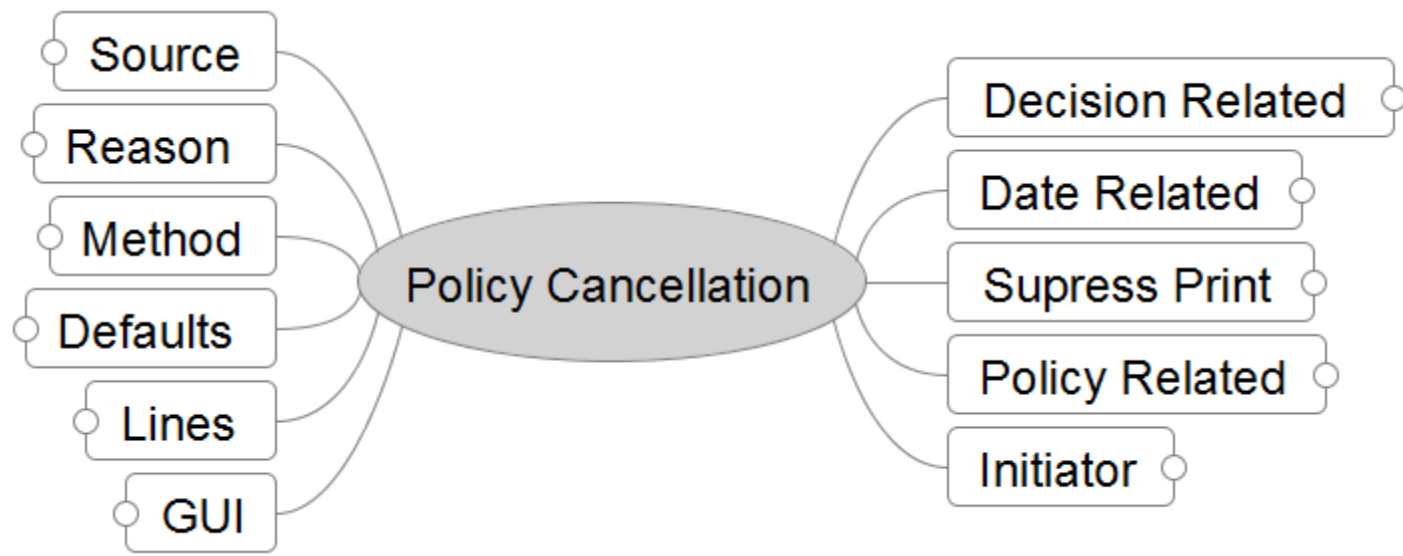 Source
Reason
Method
Defaults
Lines
GUI
Policy Cancellation
Decision Related
Date Related
Supress Print
Policy Related
Initiator